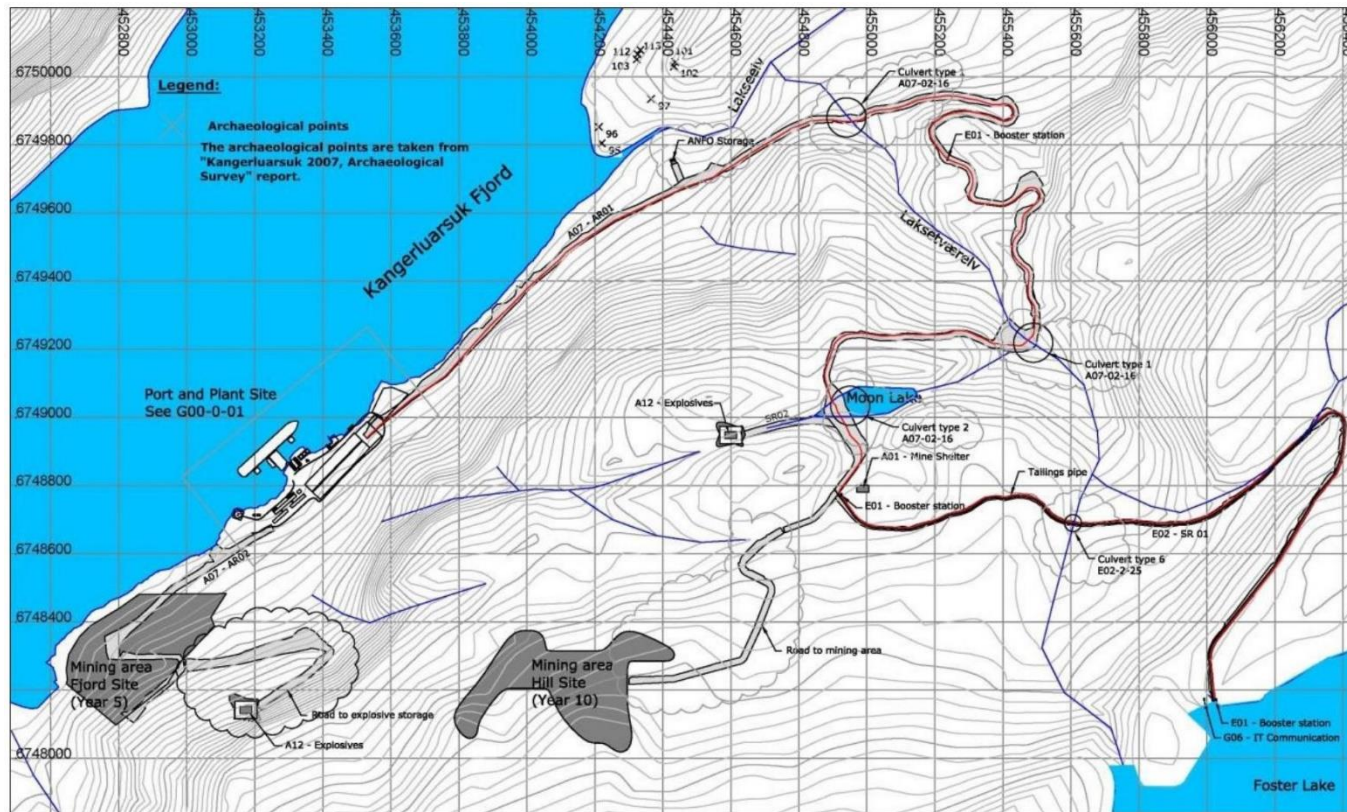 452800
453000
453200
453400
453600
453800
454000
454200
454400
454600
454800
455000
455200
455400
455600
455800
456000
456200
6750000
Legend:
Archaeological points
The archaeological points are taken from
"Kangerluarsuk 2007, Archaeological
Survey" report.
112
113
101
103
102
97
96
95
Lakseelv
Culvert type 1
A07-02-16
ANFO Storage
E01 - Booster station
6749800
6749600
Kangerluarsuk Fjord
A07 - AR01
Laksetværelv
6749400
6749200
Culvert type 1
A07-02-16
Port and Plant Site
See G00-0-01
6749000
A12 - Explosives
SR02
Moon Lake
Culvert type 2
A07-02-16
A01 - Mine Shelter
Tailings pipe
6748800
E01 - Booster station
E02 - SR 01
Culvert type 6
E02-2-25
6748600
A07 - AR02
6748400
Mining area
Fjord Site
(Year 5)
Mining area
Hill Site
(Year 10)
Road to mining area
Road to explosive storage
A12 - Explosives
E01 - Booster station
G06 - IT Communication
6748000
Foster Lake